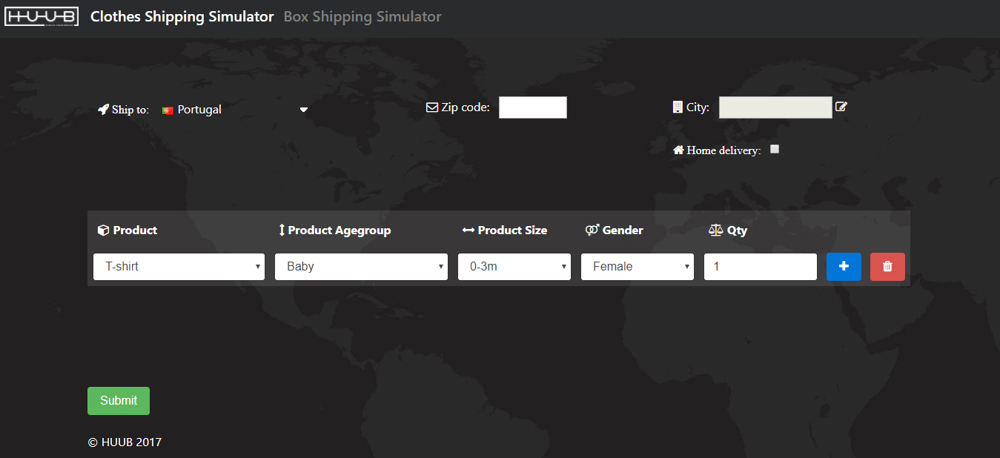 HUUB Clothes Shipping Simulator Box Shipping Simulator
Ship to: Portugal Zip code: City:
Home delivery:
Product Product Agegroup Product Size Gender Qty
T-shirt Baby 0-3m Female 1
Submit
© HUUB 2017